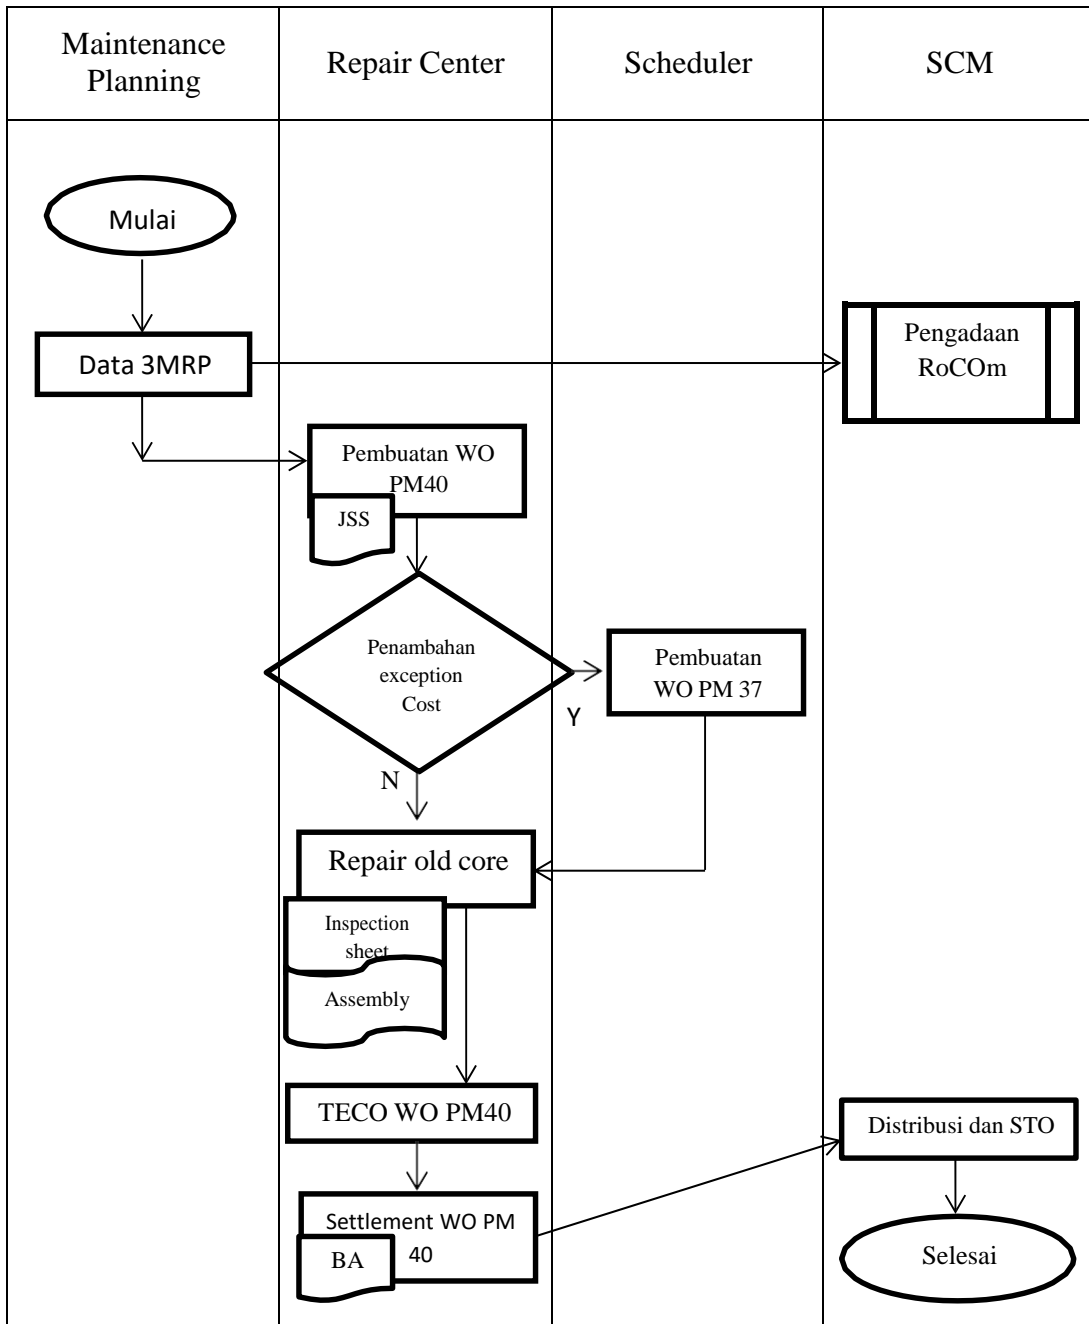 Maintenance
Planning
Repair Center
Scheduler
SCM
Mulai
Data 3MRP
Pengadaan
RoCOm
Pembuatan WO
PM40
JSS
Penambahan
exception
Cost
Y
Pembuatan
WO PM 37
N
Repair old core
Inspection
sheet
Assembly
TECO WO PM40
Distribusi dan STO
Settlement WO PM
40
BA
Selesai